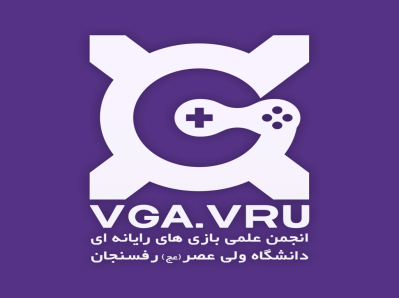 VGA.VRU
انجمن علمی بازی های رایانه ای
دانشگاه ولی عصر (عج) رفسنجان